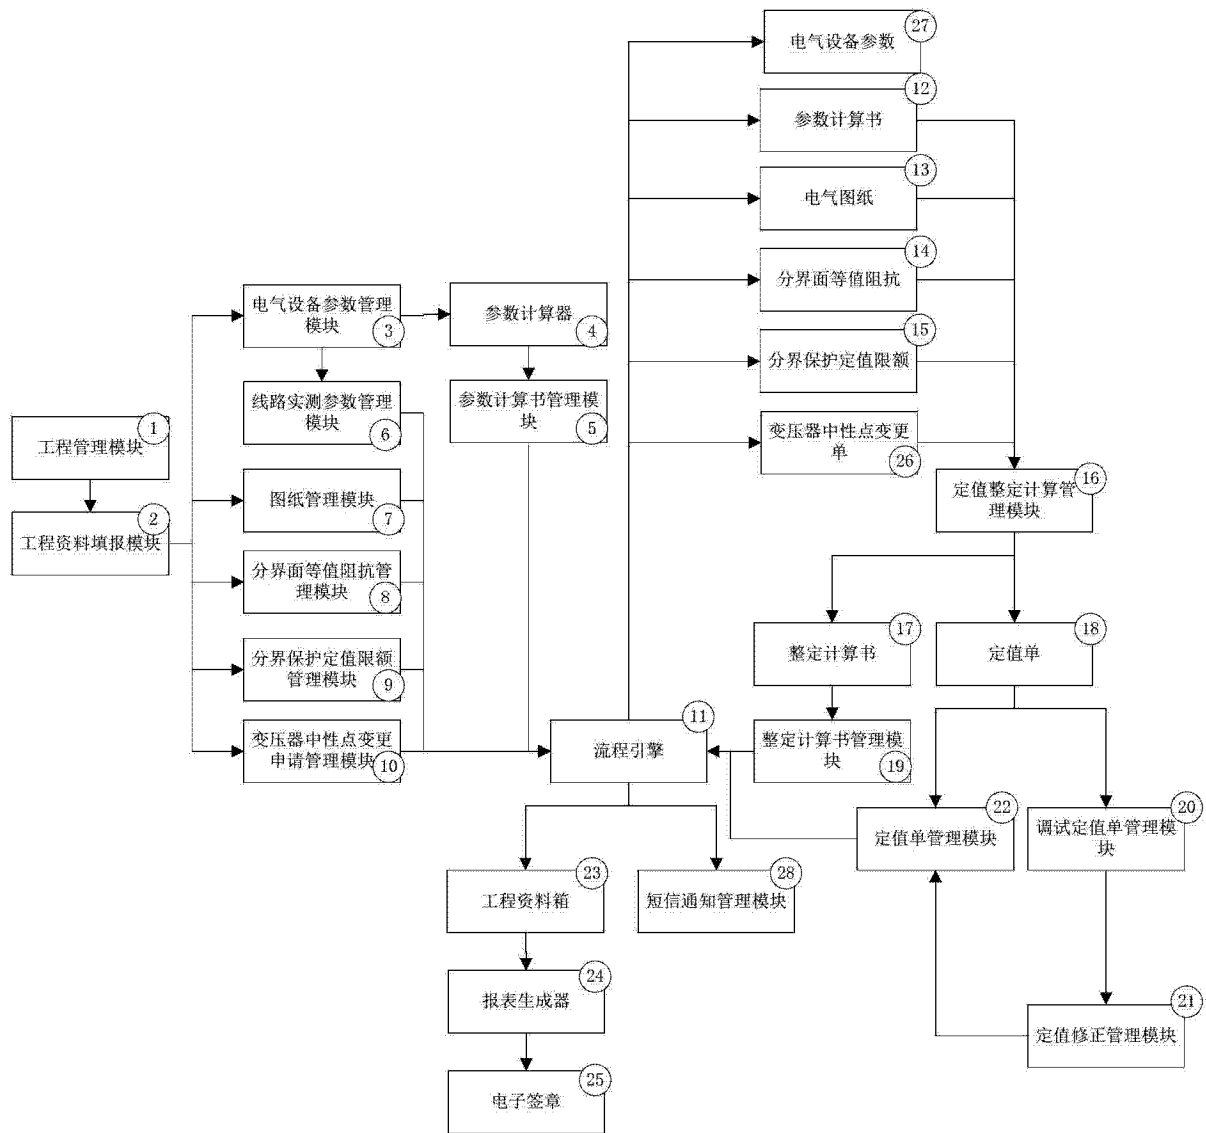 27
电气设备参数
12
参数计算书
13
电气图纸
14
分界面等值阻抗
15
分界保护定值限额
变压器中性点变更
单
26
电气设备参数管理
模块
3
参数计算器
4
线路实测参数管理
模块
6
参数计算书管理模
块
5
1
工程管理模块
2
工程资料填报模块
图纸管理模块
7
分界面等值阻抗管
理模块
8
分界保护定值限额
管理模块
9
变压器中性点变更
申请管理模块
10
16
定值整定计算管
理模块
17
整定计算书
18
定值单
11
流程引擎
整定计算书管理模
块
19
22
定值单管理模块
20
调试定值单管理模
块
23
工程资料箱
28
短信通知管理模块
24
报表生成器
21
定值修正管理模块
25
电子签章